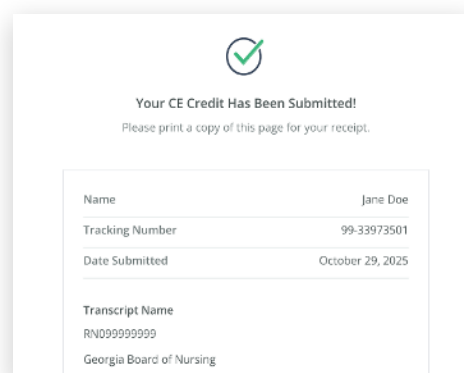 Your CE Credit Has Been Submitted!
Please print a copy of this page for your receipt.
Name Jane Doe
Tracking Number 99-33973501
Date Submitted October 29, 2025
Transcript Name
RN099999999
Georgia Board of Nursing